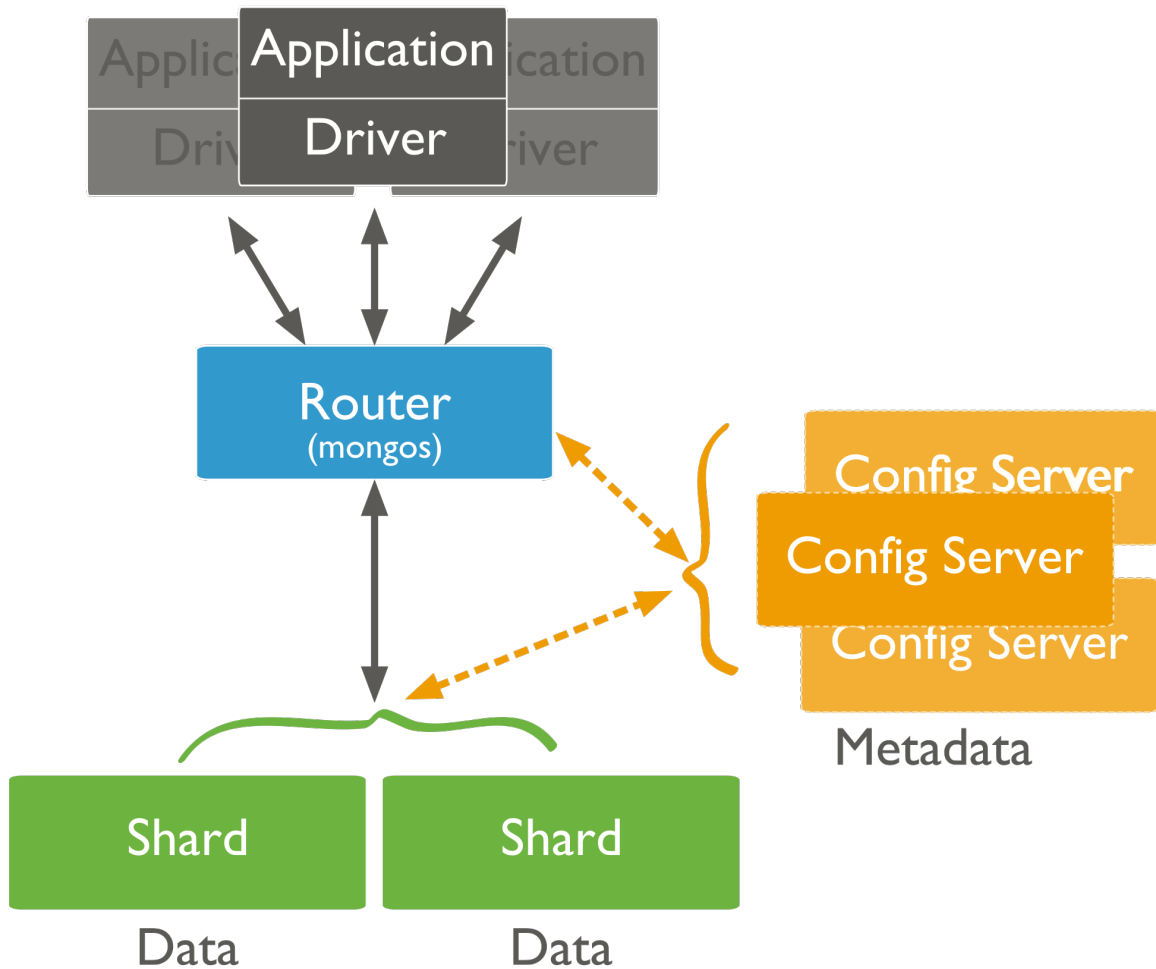 Application
Driver
Router
(mongos)
Config Server
Config Server
Config Server
Metadata
Shard
Shard
Data
Data